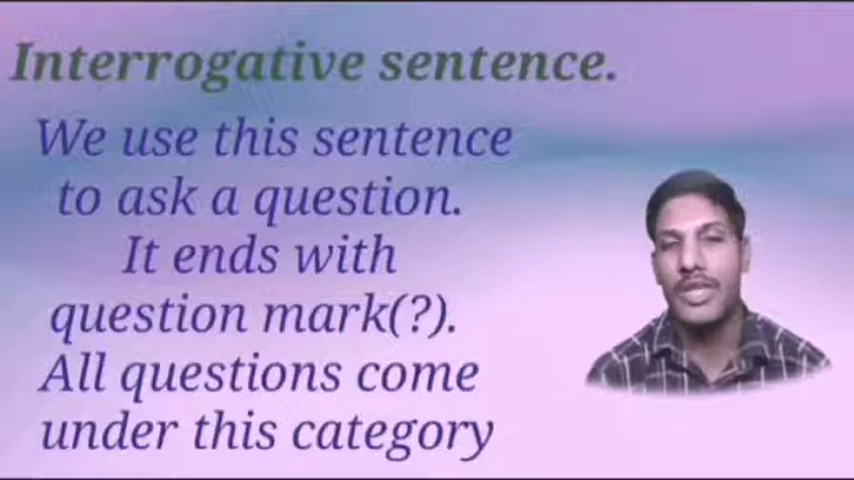 Interrogative sentence.
We use this sentence
to ask a question.
It ends with
question mark(?).
All questions come
under this category